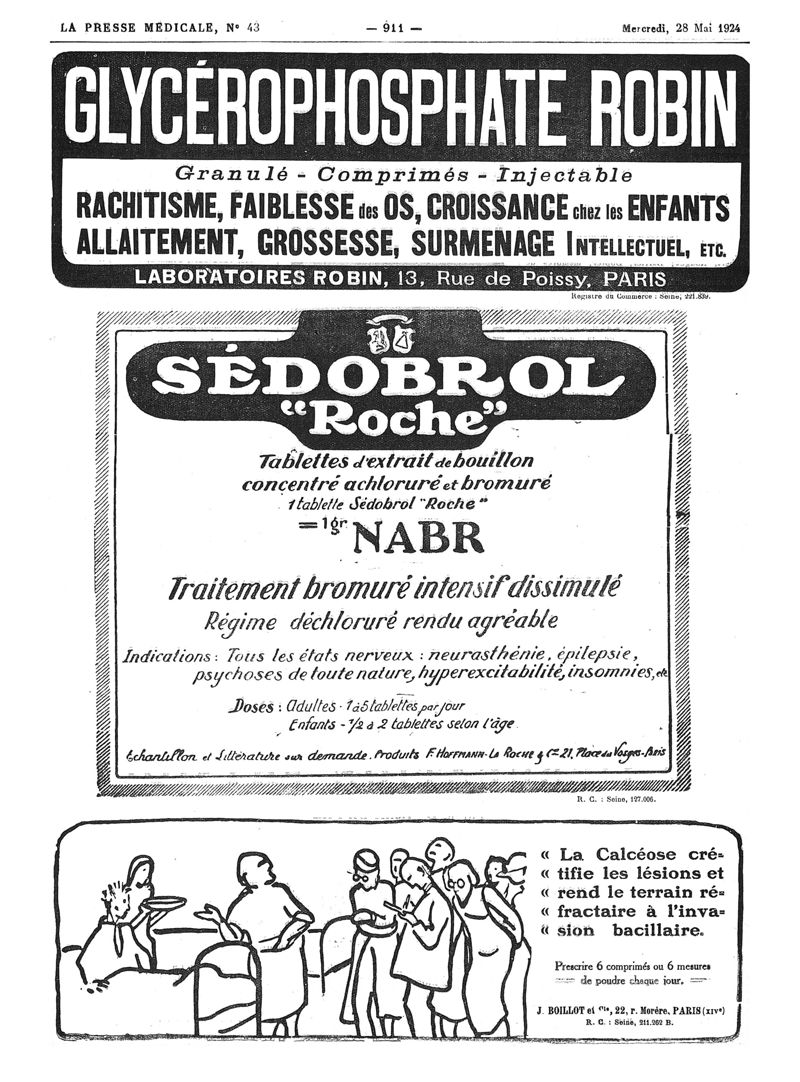 LA PRESSE MÉDICALE, N° 43
— 911 —
Mercredi, 28 Mai 1924
GLYCÉROPHOSPHATE ROBIN
Granulé - Comprimés - Injectable
RACHITISME, FAIBLESSE des OS, CROISSANCE chez les ENFANTS
ALLAITEMENT, GROSSESSE, SURMENAGE INTELLECTUEL, ETC.
LABORATOIRES ROBIN, 13, Rue de Poissy, PARIS
Registre du Commerce : Seine, 221.839.
SÉDOBROL
"Roche"
Tablettes d'extrait de bouillon
concentré achloruré et bromuré
1 tablette Sédobrol "Roche"
= 1gr. NABR
Traitement bromuré intensif dissimulé
Régime déchloruré rendu agréable
Indications : Tous les états nerveux : neurasthénie, épilepsie,
psychoses de toute nature, hyperexcitabilité, insomnies, etc
Doses : Adultes - 1 à 5 tablettes par jour
Enfants - 1/2 à 2 tablettes selon l'âge
Echantillon et Littérature sur demande. Produits F. HOFFMANN-LA ROCHE & Cie 21, Place des Vosges-Paris
R. C. : Seine, 127.006.
« La Calcéose cré-
« tifie les lésions et
« rend le terrain ré-
« fractaire à l'inva-
« sion bacillaire.
Prescrire 6 comprimés ou 6 mesures
— de poudre chaque jour. —
J. BOILLOT et Cie, 22, r. Morère, PARIS (XIVe)
R. C. : Seine, 211.262 B.